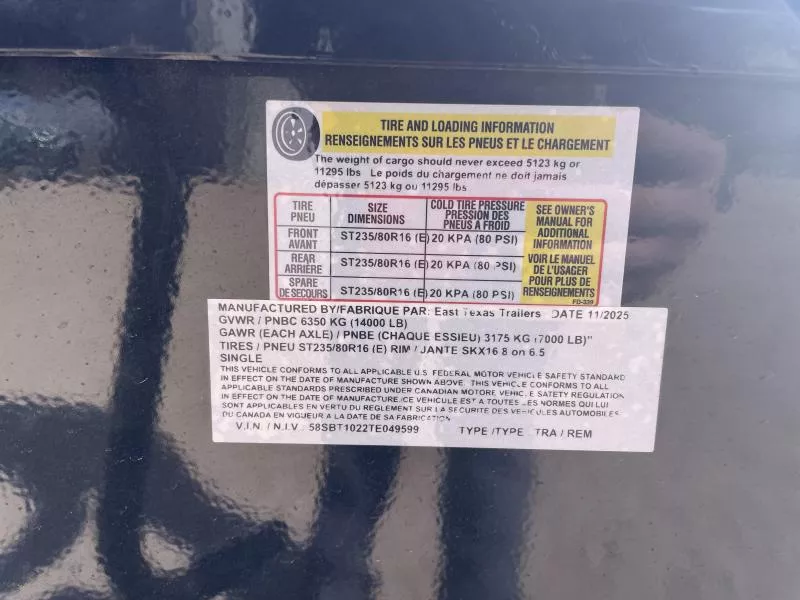 TIRE AND LOADING INFORMATION
RENSEIGNEMENTS SUR LES PNEUS ET LE CHARGEMENT
The weight of cargo should never exceed 5123 kg or
11295 lbs Le poids du chargement ne doit jamais
dépasser 5123 kg ou 11295 lbs
TIRE PNEU SIZE DIMENSIONS COLD TIRE PRESSURE PRESSION DES PNEUS A FROID
FRONT AVANT ST235/80R16 (E) 20 KPA (80 PSI)
REAR ARRIÈRE ST235/80R16 (E) 20 KPA (80 PSI)
SPARE DE SECOURS ST235/80R16 (E) 20 KPA (80 PSI)
SEE OWNER'S
MANUAL FOR
ADDITIONAL
INFORMATION
VOIR LE MANUEL
DE L'USAGER
POUR PLUS DE
RENSEIGNEMENTS
FD-339
MANUFACTURED BY/FABRIQUE PAR: East Texas Trailers DATE 11/2025
GVWR / PNBC 6350 KG (14000 LB)
GAWR (EACH AXLE) / PNBE (CHAQUE ESSIEU) 3175 KG (7000 LB)"
TIRES / PNEU ST235/80R16 (E) RIM / JANTE SKX16 8 on 6.5
SINGLE
THIS VEHICLE CONFORMS TO ALL APPLICABLE U.S. FEDERAL MOTOR VEHICLE SAFETY STANDARD
IN EFFECT ON THE DATE OF MANUFACTURE SHOWN ABOVE. THIS VEHICLE CONFORMS TO ALL
APPLICABLE STANDARDS PRESCRIBED UNDER CANADIAN MOTOR VEHICLE SAFETY REGULATION
IN EFFECT ON THE DATE OF MANUFACTURE./CE VEHICULE EST A TOUTES LES NORMES QUI LUI
SONT APPLICABLES EN VERTU DU REGLEMENT SUR LA SECURITE DES VEHICULES AUTOMOBILES
DU CANADA EN VIGUEUR A LA DATE DE SA FABRICATION
V.I.N. / N.I.V. 58SBT1022TE049599 TYPE /TYPE TRA / REM